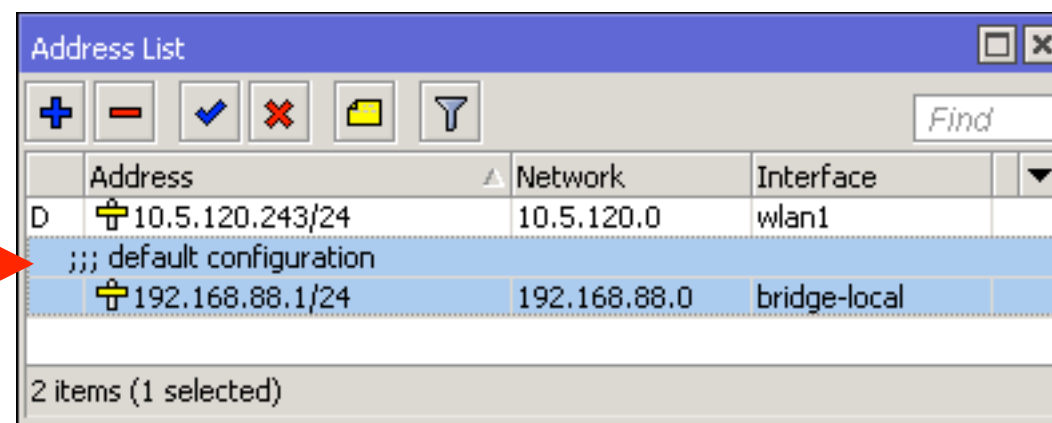 Address List
Find
Address Network Interface
D 10.5.120.243/24 10.5.120.0 wlan1
;;; default configuration
192.168.88.1/24 192.168.88.0 bridge-local
2 items (1 selected)